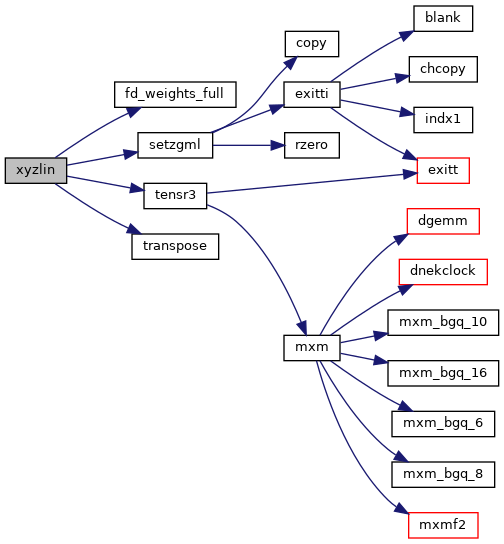 blank
copy
chcopy
fd_weights_full
exitti
indx1
setzgml
rzero
xyzlin
exitt
tensr3
dgemm
transpose
dnekclock
mxm_bgq_10
mxm
mxm_bgq_16
mxm_bgq_6
mxm_bgq_8
mxmf2